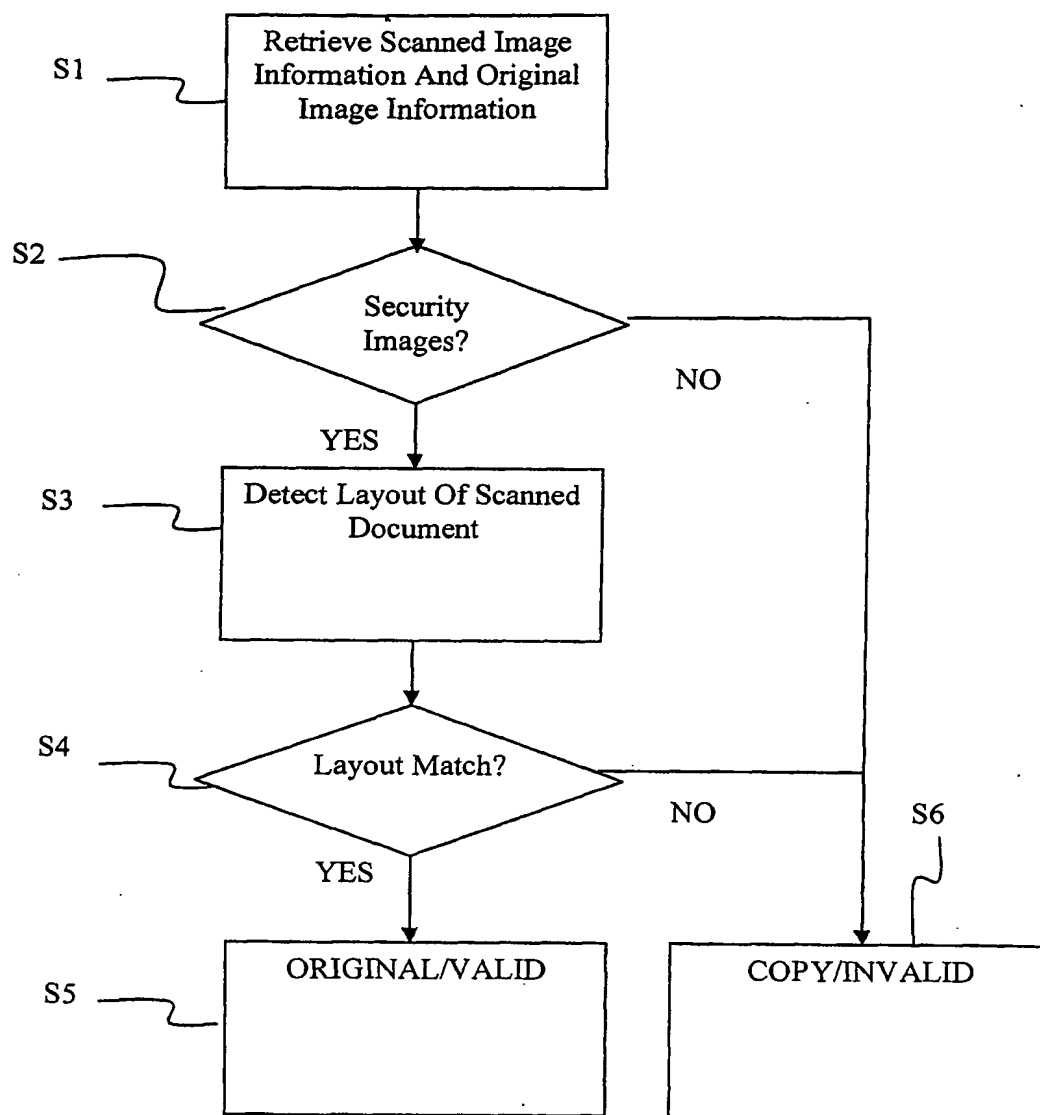 Retrieve Scanned Image
Information And Original
Image Information
S1
S2
Security
Images?
NO
YES
S3
Detect Layout Of Scanned
Document
S4
Layout Match?
NO
S6
YES
ORIGINAL/VALID
COPY/INVALID
S5